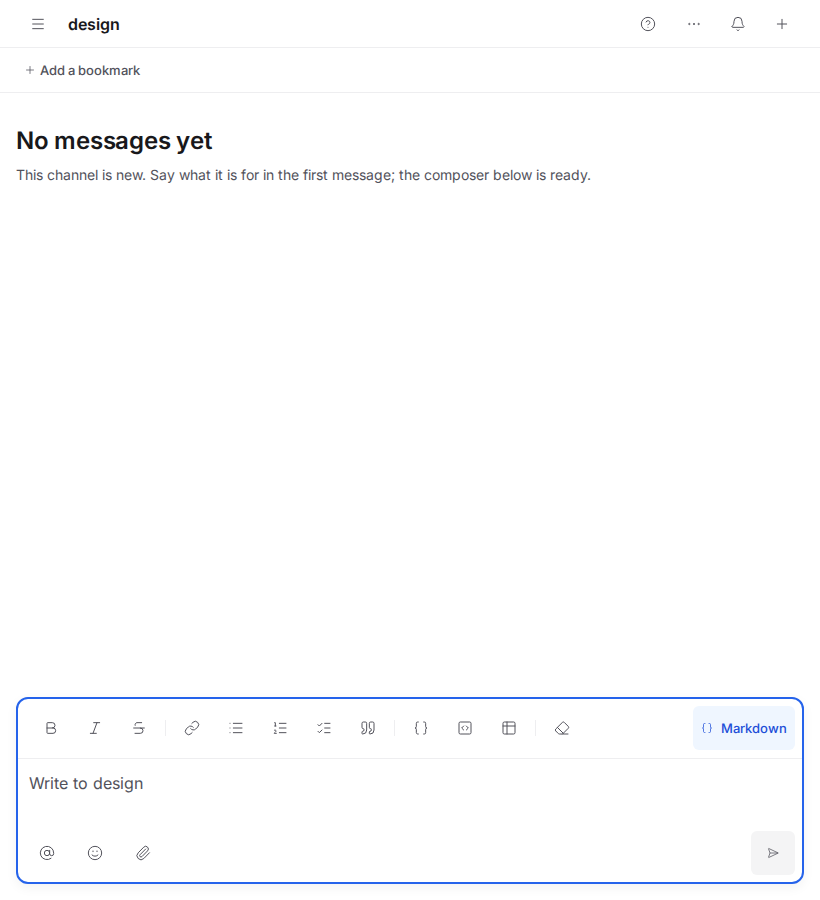 design
Add a bookmark
No messages yet
This channel is new. Say what it is for in the first message; the composer below is ready.
Markdown
Write to design